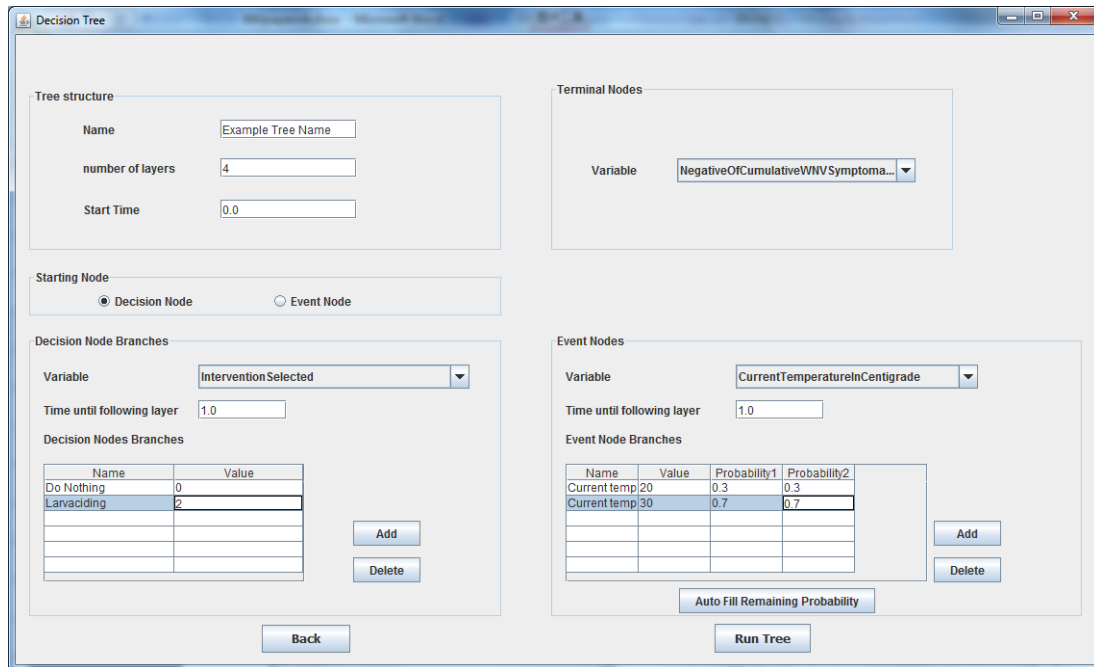 Decision Tree
Tree structure
Name Example Tree Name
number of layers 4
Start Time 0.0
Terminal Nodes
Variable NegativeOfCumulativeWNVSymptoma...
Starting Node
Decision Node Event Node
Decision Node Branches
Variable InterventionSelected
Time until following layer 1.0
Decision Nodes Branches
Name Value
Do Nothing 0
Larvaciding 2
Add
Delete
Event Nodes
Variable CurrentTemperatureInCentigrade
Time until following layer 1.0
Event Node Branches
Name Value Probability1 Probability2
Current temp 20 0.3 0.3
Current temp 30 0.7 0.7
Add
Delete
Auto Fill Remaining Probability
Back
Run Tree